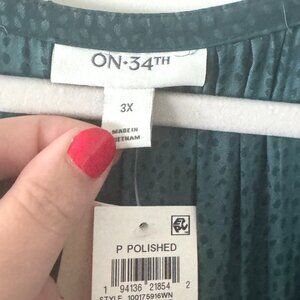 ON•34TH
3X
MADE IN
VIETNAM
P POLISHED
1 94136 21854 2
STYLE 100175916WN